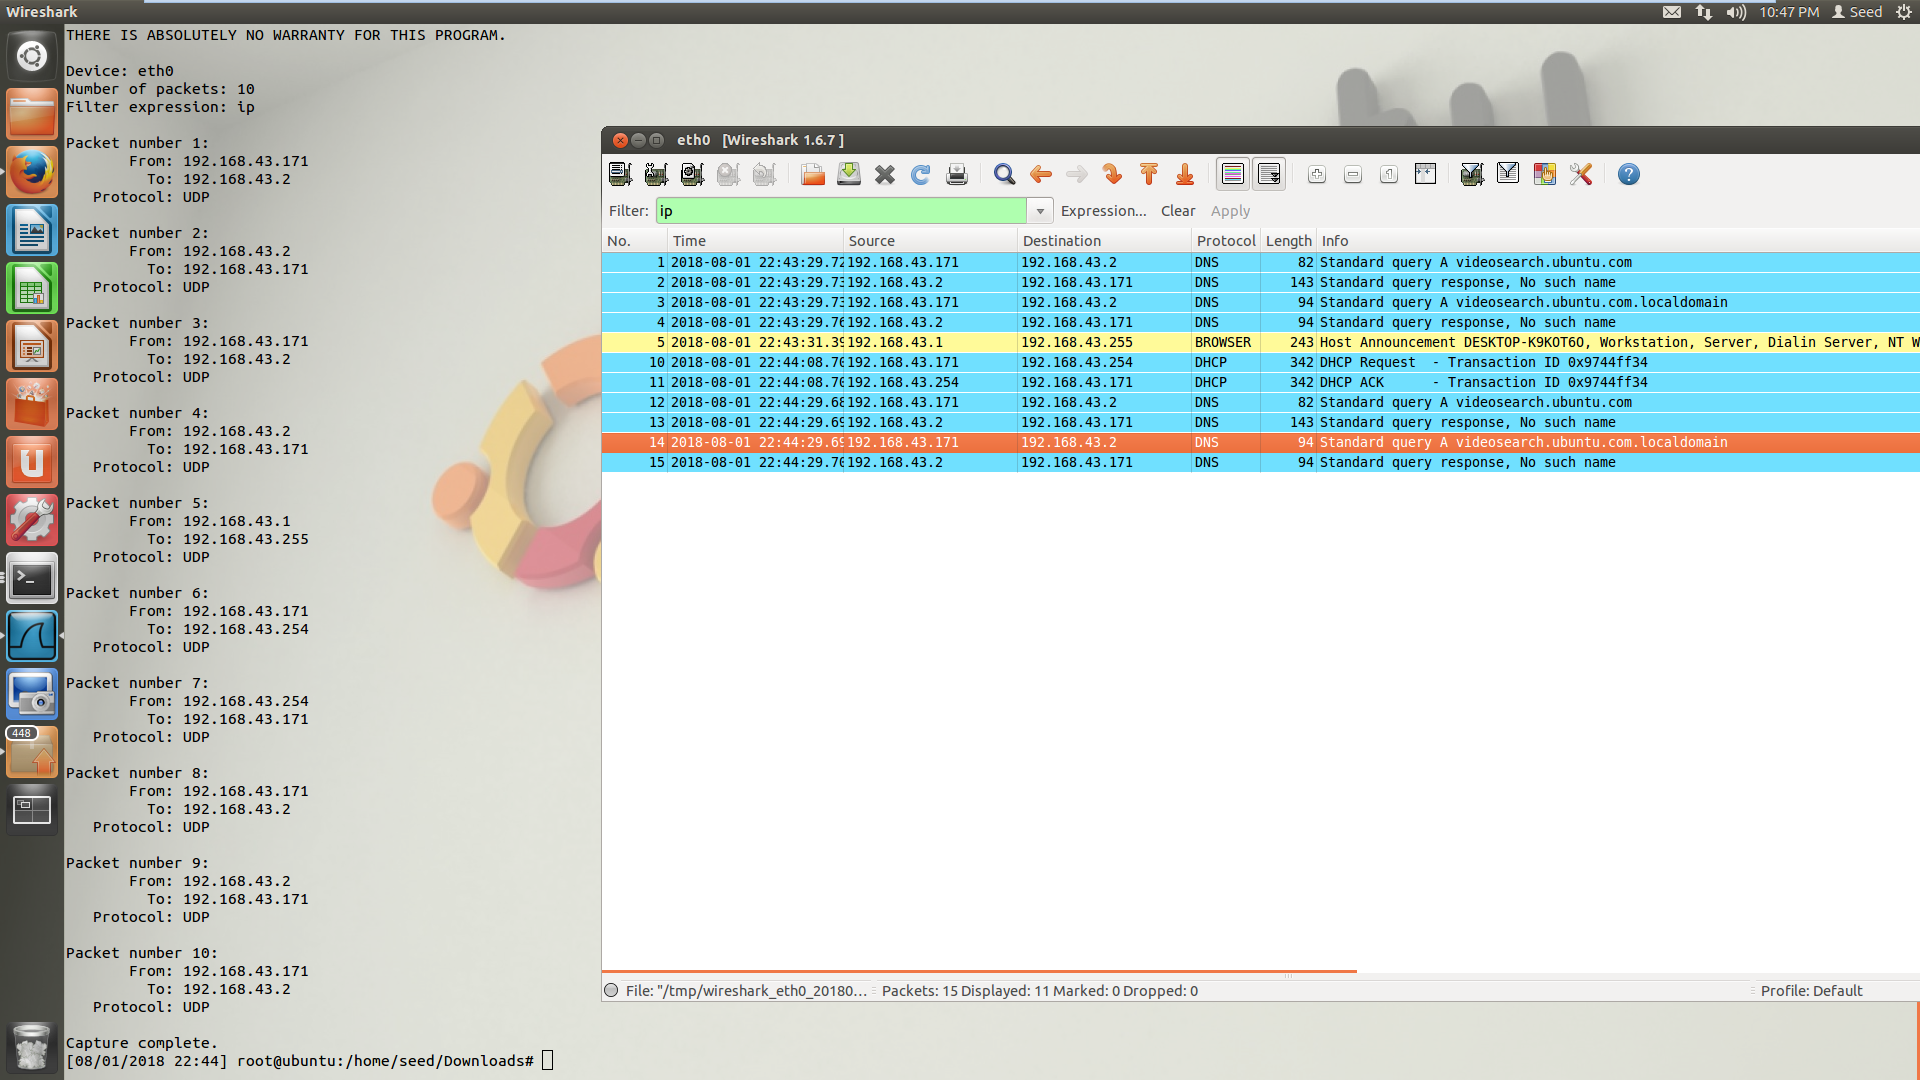 Wireshark
10:47 PM Seed
THERE IS ABSOLUTELY NO WARRANTY FOR THIS PROGRAM.
Device: eth0
Number of packets: 10
Filter expression: ip
Packet number 1:
From: 192.168.43.171
To: 192.168.43.2
Protocol: UDP
Packet number 2:
From: 192.168.43.2
To: 192.168.43.171
Protocol: UDP
Packet number 3:
From: 192.168.43.171
To: 192.168.43.2
Protocol: UDP
Packet number 4:
From: 192.168.43.2
To: 192.168.43.171
Protocol: UDP
Packet number 5:
From: 192.168.43.1
To: 192.168.43.255
Protocol: UDP
Packet number 6:
From: 192.168.43.171
To: 192.168.43.254
Protocol: UDP
Packet number 7:
From: 192.168.43.254
To: 192.168.43.171
Protocol: UDP
Packet number 8:
From: 192.168.43.171
To: 192.168.43.2
Protocol: UDP
Packet number 9:
From: 192.168.43.2
To: 192.168.43.171
Protocol: UDP
Packet number 10:
From: 192.168.43.171
To: 192.168.43.2
Protocol: UDP
Capture complete.
[08/01/2018 22:44] root@ubuntu:/home/seed/Downloads#
448
eth0 [Wireshark 1.6.7 ]
Filter: ip Expression... Clear Apply
No. Time Source Destination Protocol Length Info
1 2018-08-01 22:43:29.72 192.168.43.171 192.168.43.2 DNS 82 Standard query A videosearch.ubuntu.com
2 2018-08-01 22:43:29.73 192.168.43.2 192.168.43.171 DNS 143 Standard query response, No such name
3 2018-08-01 22:43:29.73 192.168.43.171 192.168.43.2 DNS 94 Standard query A videosearch.ubuntu.com.localdomain
4 2018-08-01 22:43:29.76 192.168.43.2 192.168.43.171 DNS 94 Standard query response, No such name
5 2018-08-01 22:43:31.39 192.168.43.1 192.168.43.255 BROWSER 243 Host Announcement DESKTOP-K9KOT6O, Workstation, Server, Dialin Server, NT W
10 2018-08-01 22:44:08.70 192.168.43.171 192.168.43.254 DHCP 342 DHCP Request - Transaction ID 0x9744ff34
11 2018-08-01 22:44:08.70 192.168.43.254 192.168.43.171 DHCP 342 DHCP ACK - Transaction ID 0x9744ff34
12 2018-08-01 22:44:29.68 192.168.43.171 192.168.43.2 DNS 82 Standard query A videosearch.ubuntu.com
13 2018-08-01 22:44:29.69 192.168.43.2 192.168.43.171 DNS 143 Standard query response, No such name
14 2018-08-01 22:44:29.69 192.168.43.171 192.168.43.2 DNS 94 Standard query A videosearch.ubuntu.com.localdomain
15 2018-08-01 22:44:29.70 192.168.43.2 192.168.43.171 DNS 94 Standard query response, No such name
File: "/tmp/wireshark_eth0_20180... Packets: 15 Displayed: 11 Marked: 0 Dropped: 0 Profile: Default